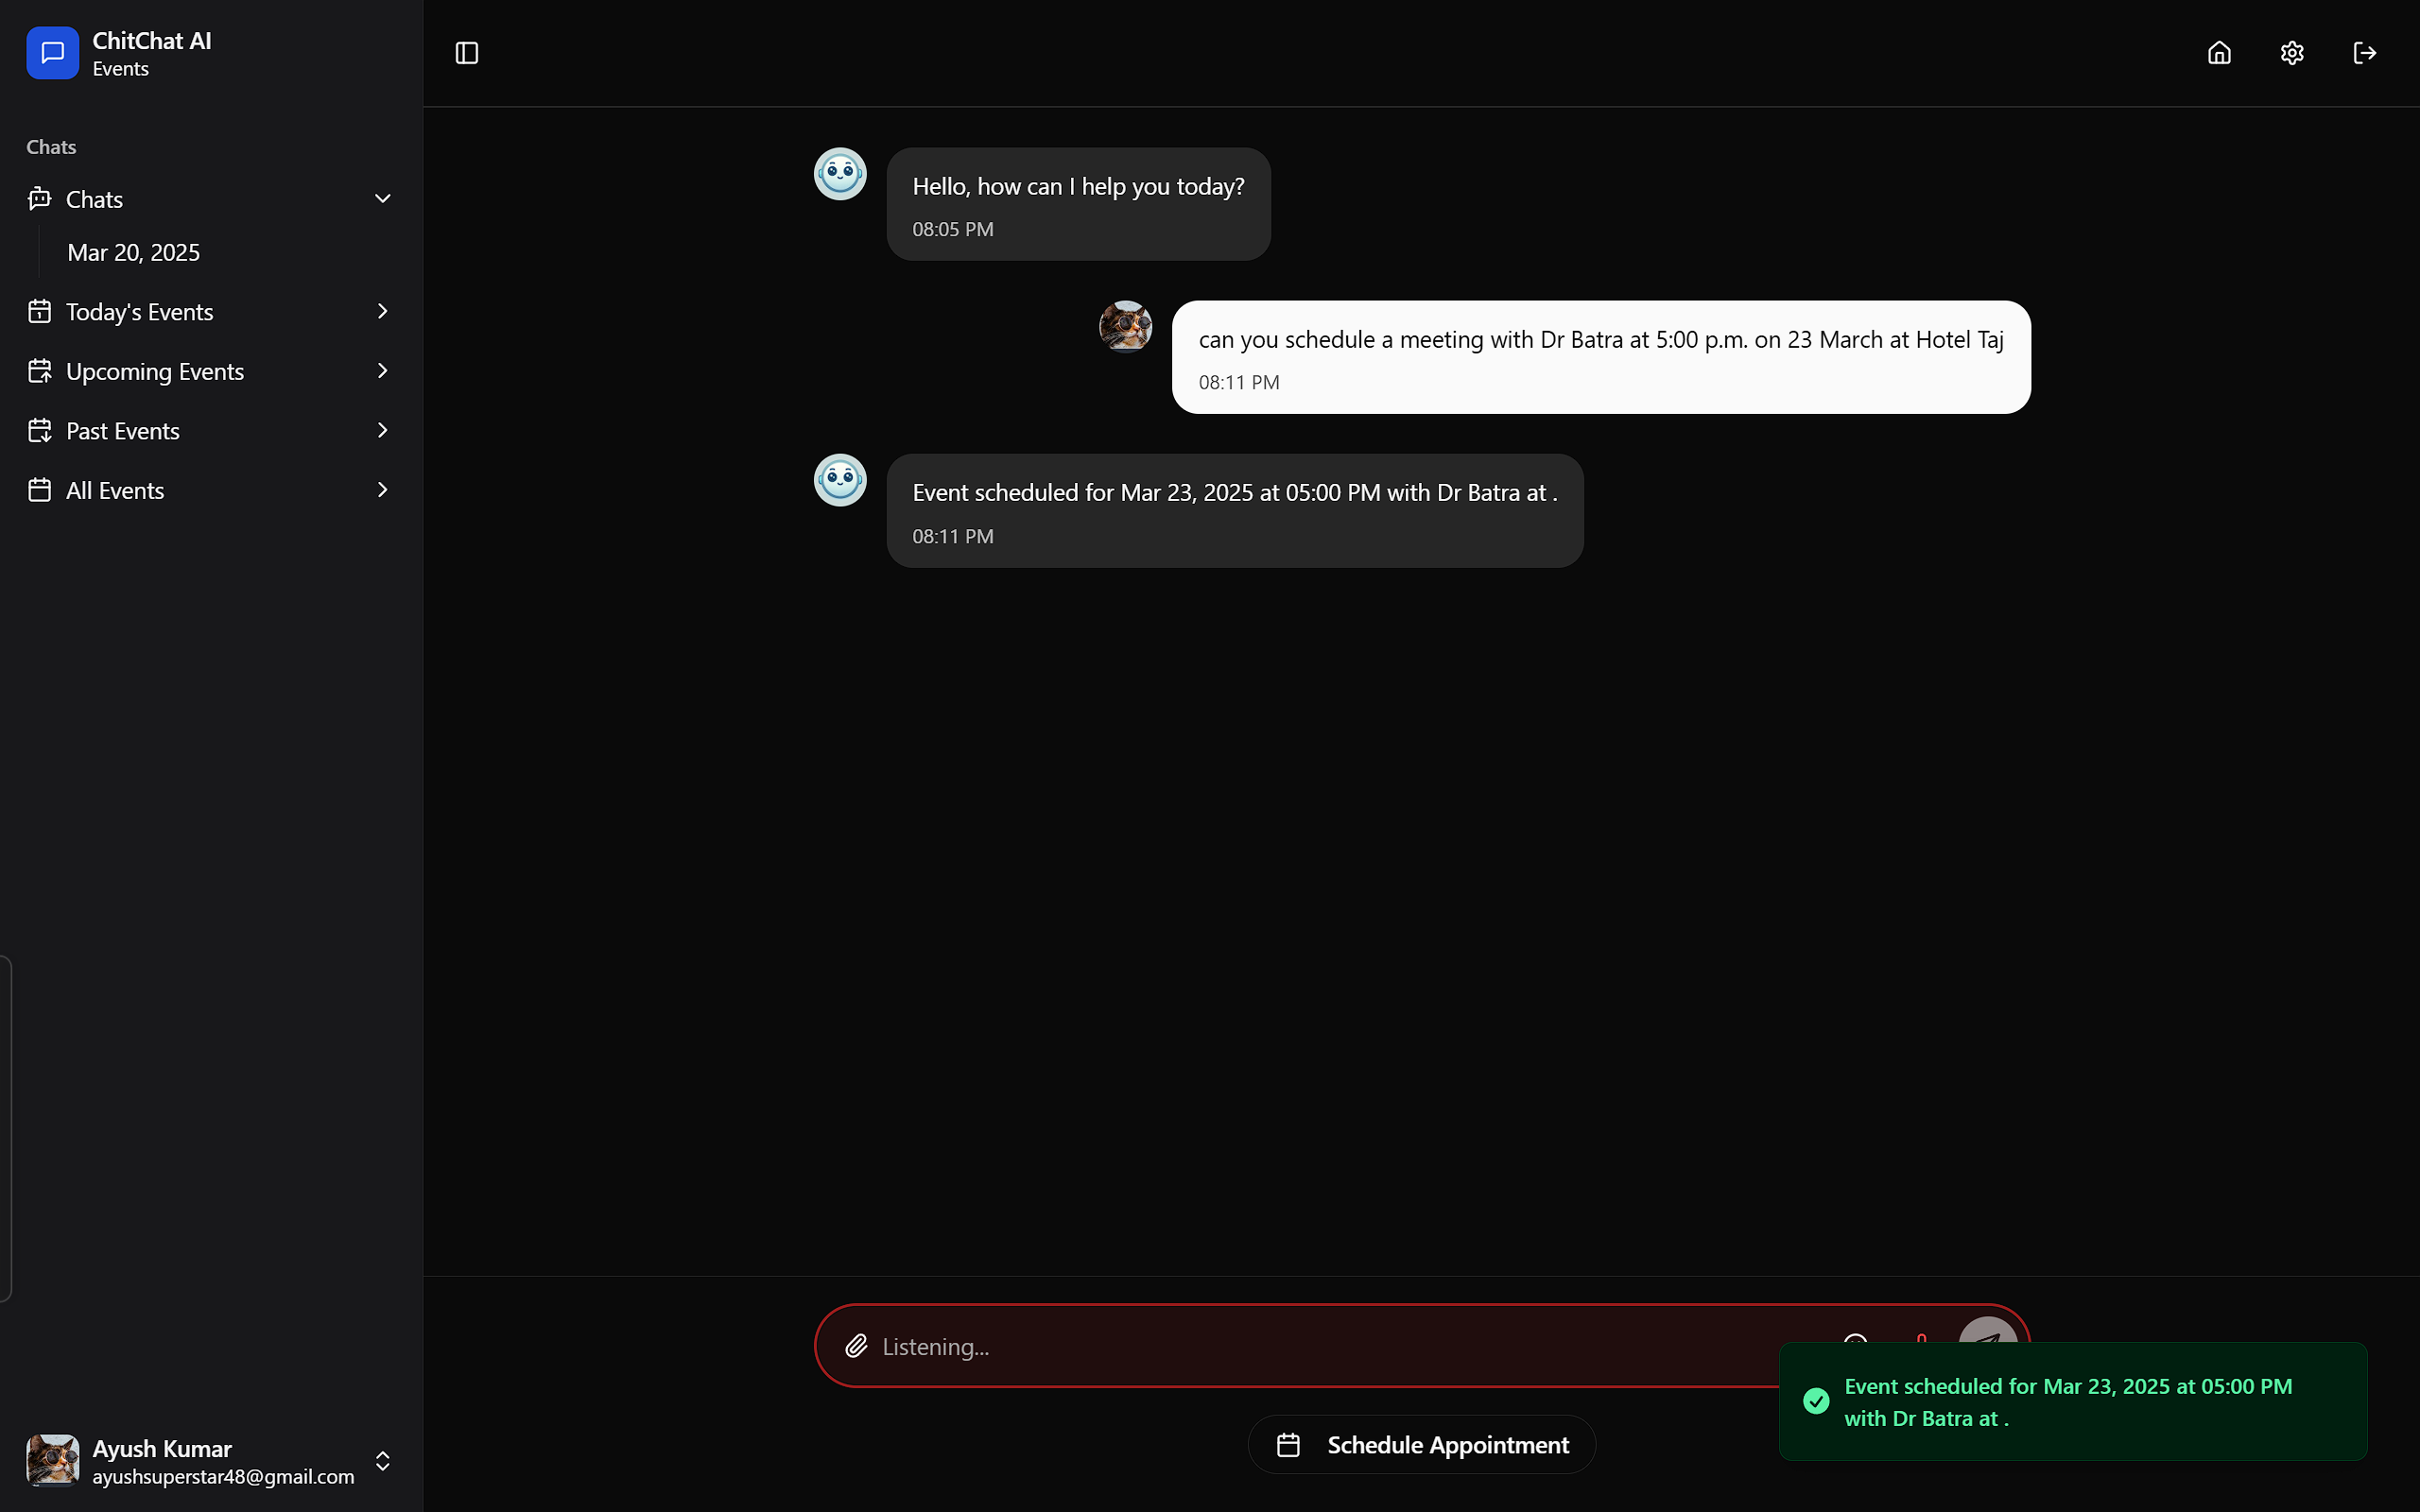 ChitChat AI
Events
Chats
Chats
Mar 20, 2025
Today's Events
Upcoming Events
Past Events
All Events
Ayush Kumar
ayushsuperstar48@gmail.com
Hello, how can I help you today?
08:05 PM
can you schedule a meeting with Dr Batra at 5:00 p.m. on 23 March at Hotel Taj
08:11 PM
Event scheduled for Mar 23, 2025 at 05:00 PM with Dr Batra at .
08:11 PM
Listening...
Schedule Appointment
Event scheduled for Mar 23, 2025 at 05:00 PM
with Dr Batra at .